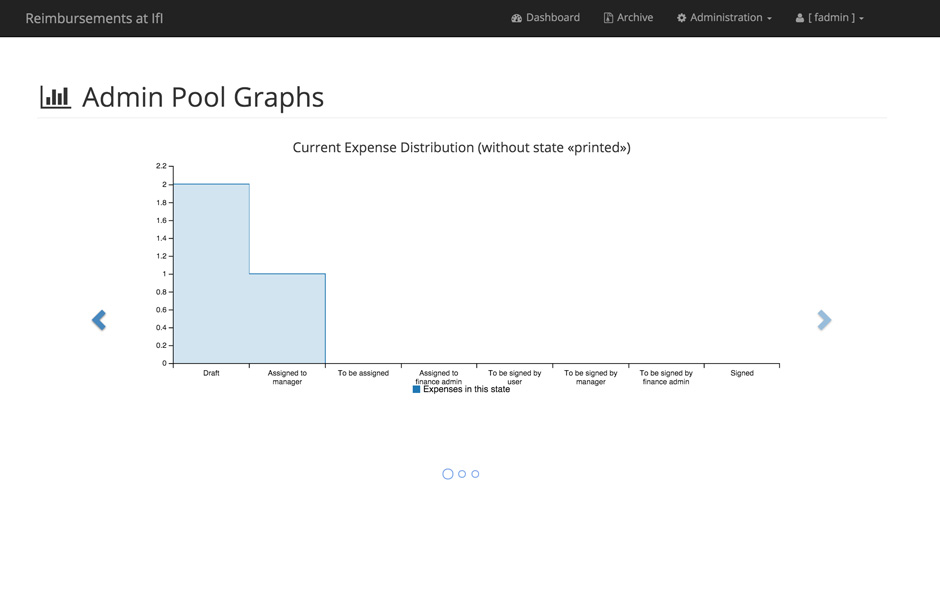 Reimbursements at IfI
Dashboard
Archive
Administration
[ fadmin ]
Admin Pool Graphs
Current Expense Distribution (without state «printed»)
2.2
2
1.8
1.6
1.4
1.2
1
0.8
0.6
0.4
0.2
0
Draft
Assigned to
manager
To be assigned
Assigned to
finance admin
To be signed by
user
To be signed by
manager
To be signed by
finance admin
Signed
Expenses in this state